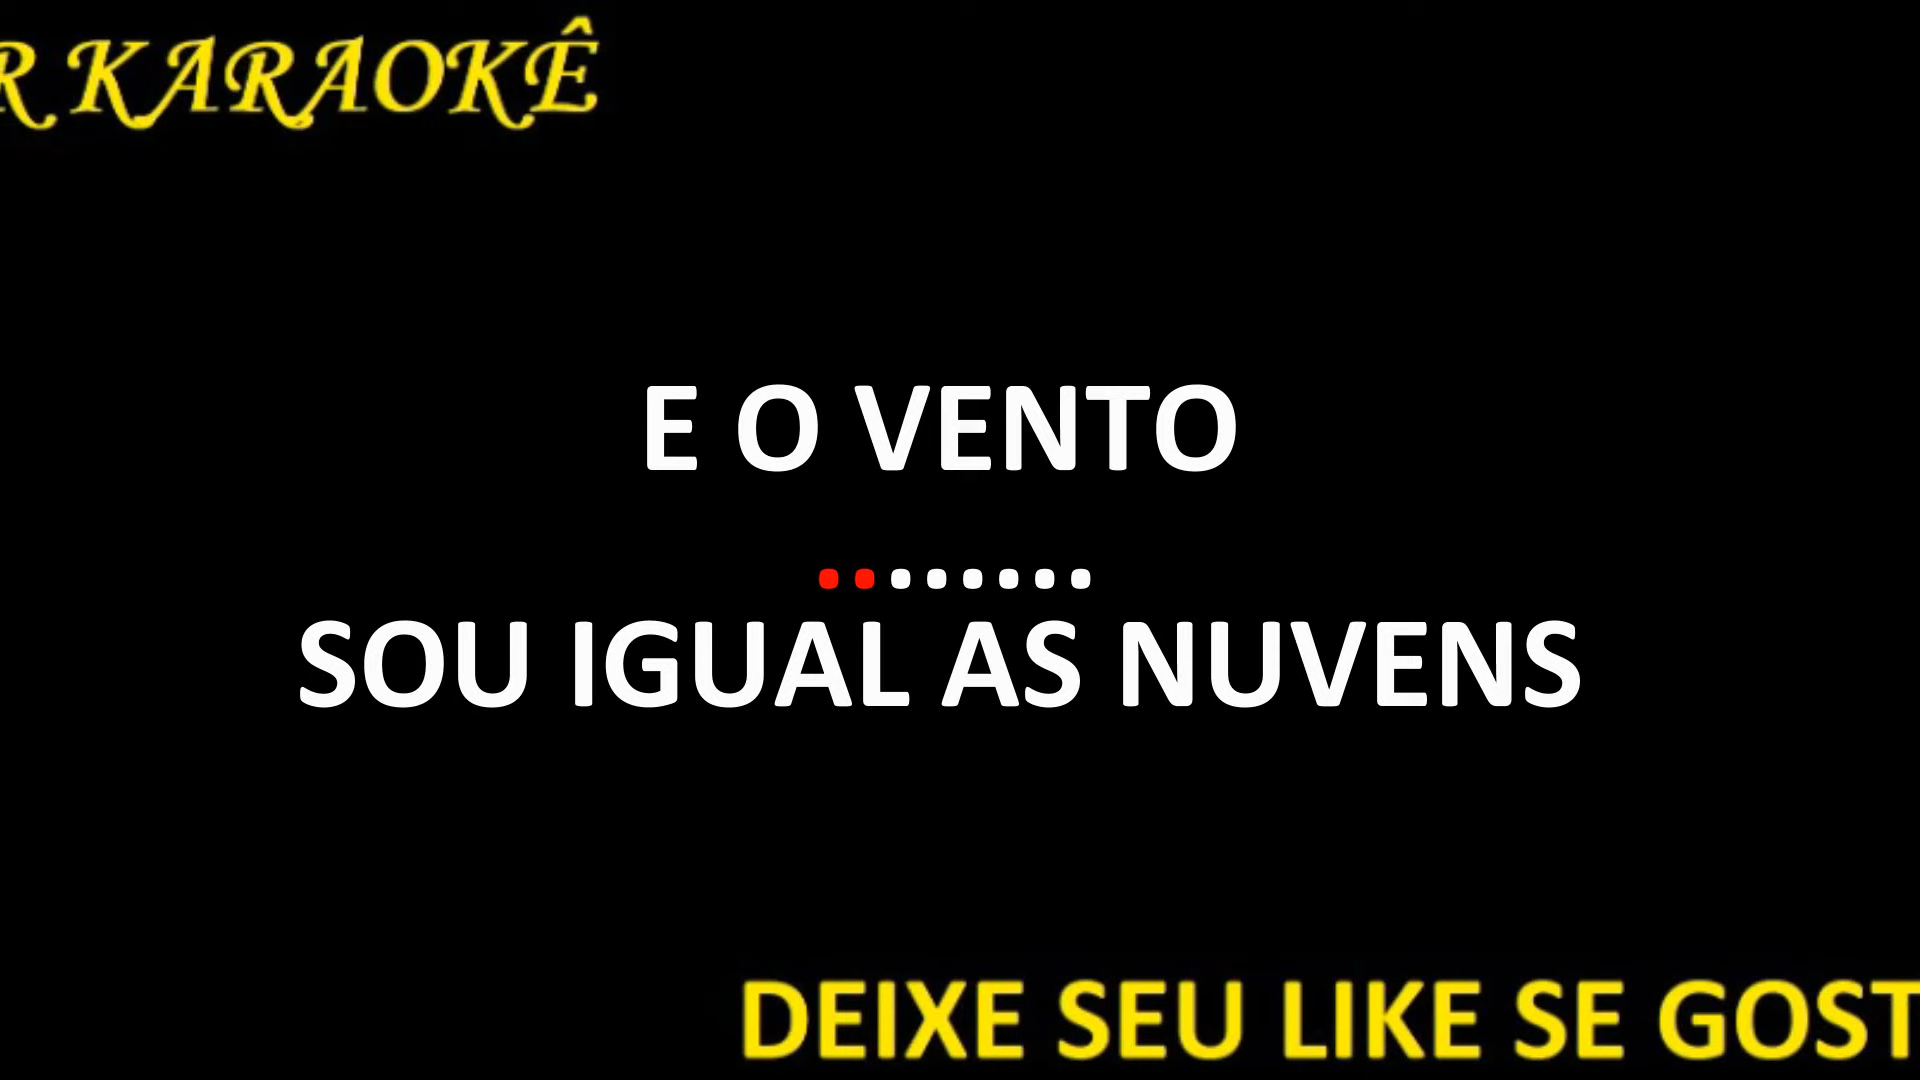 R KARAOKÊ
E O VENTO
........
SOU IGUAL AS NUVENS
DEIXE SEU LIKE SE GOST